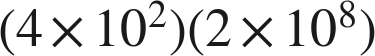 (4 × 10²)(2 × 10⁸)